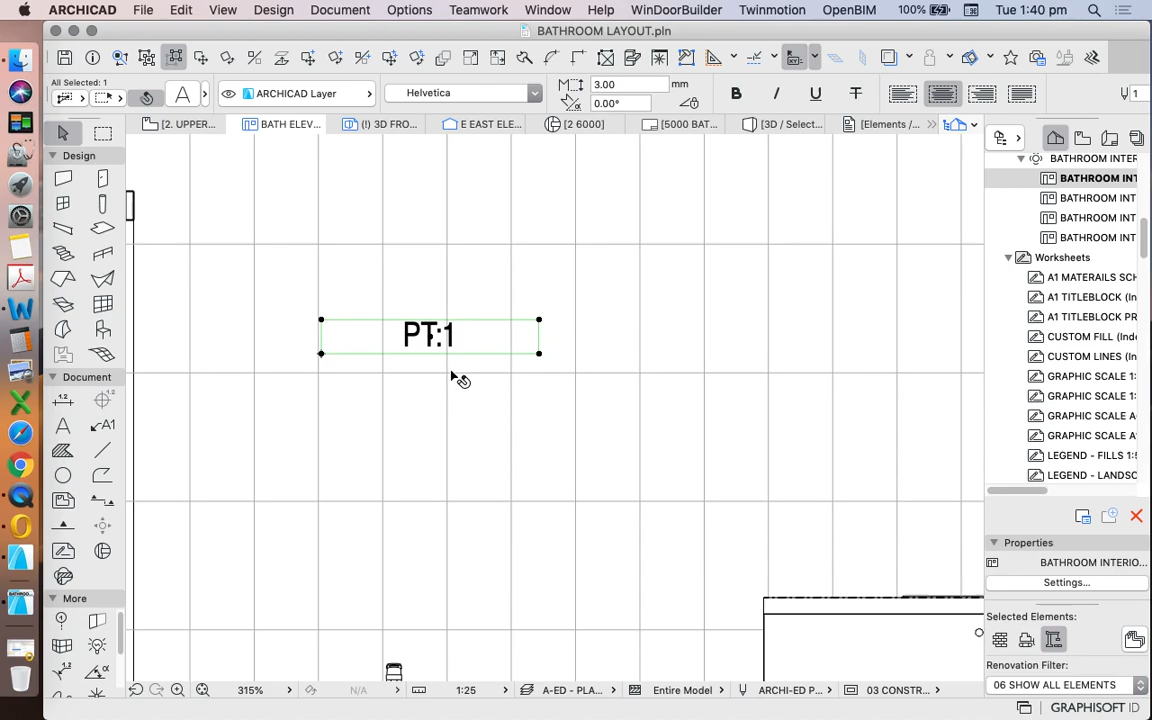 ARCHICAD File Edit View Design Document Options Teamwork Window Help WinDoorBuilder Twinmotion OpenBIM 100% Tue 1:40 pm
BATHROOM LAYOUT.pln
All Selected: 1
ARCHICAD Layer
Helvetica
3.00 mm
0.00°
B I U T
1
[2. UPPER...
[BATH ELEV...
(!) 3D FRO...
E EAST ELE...
[2 6000]
[5000 BAT...
[3D / Select...
[Elements /...
Design
Document
More
PT:1
BATHROOM INTERI
BATHROOM INT
BATHROOM INT
BATHROOM INT
BATHROOM INT
Worksheets
A1 MATERAILS SCH
A1 TITLEBLOCK (In
A1 TITLEBLOCK PR
CUSTOM FILL (Ind
CUSTOM LINES (In
GRAPHIC SCALE 1:
GRAPHIC SCALE 1:
GRAPHIC SCALE A
GRAPHIC SCALE A
LEGEND - FILLS 1:5
LEGEND - LANDSC
Properties
BATHROOM INTERIO...
Settings...
Selected Elements:
Renovation Filter:
06 SHOW ALL ELEMENTS
315%
N/A
1:25
A-ED - PLA...
Entire Model
ARCHI-ED P...
03 CONSTR...
GRAPHISOFT ID